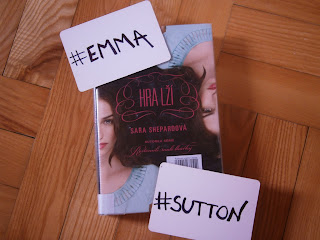 #EMMA
HRA LŽÍ
SARA SHEPARDOVÁ
#SUTTON